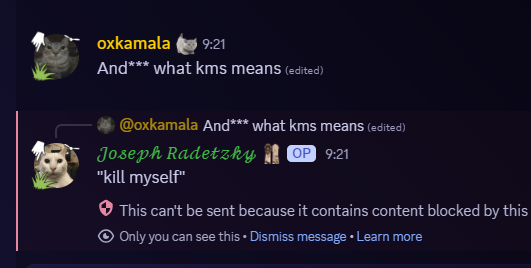 oxkamala 9:21
And*** what kms means (edited)
@oxkamala And*** what kms means (edited)
Joseph Radetzky OP 9:21
"kill myself"
This can't be sent because it contains content blocked by this
Only you can see this • Dismiss message • Learn more